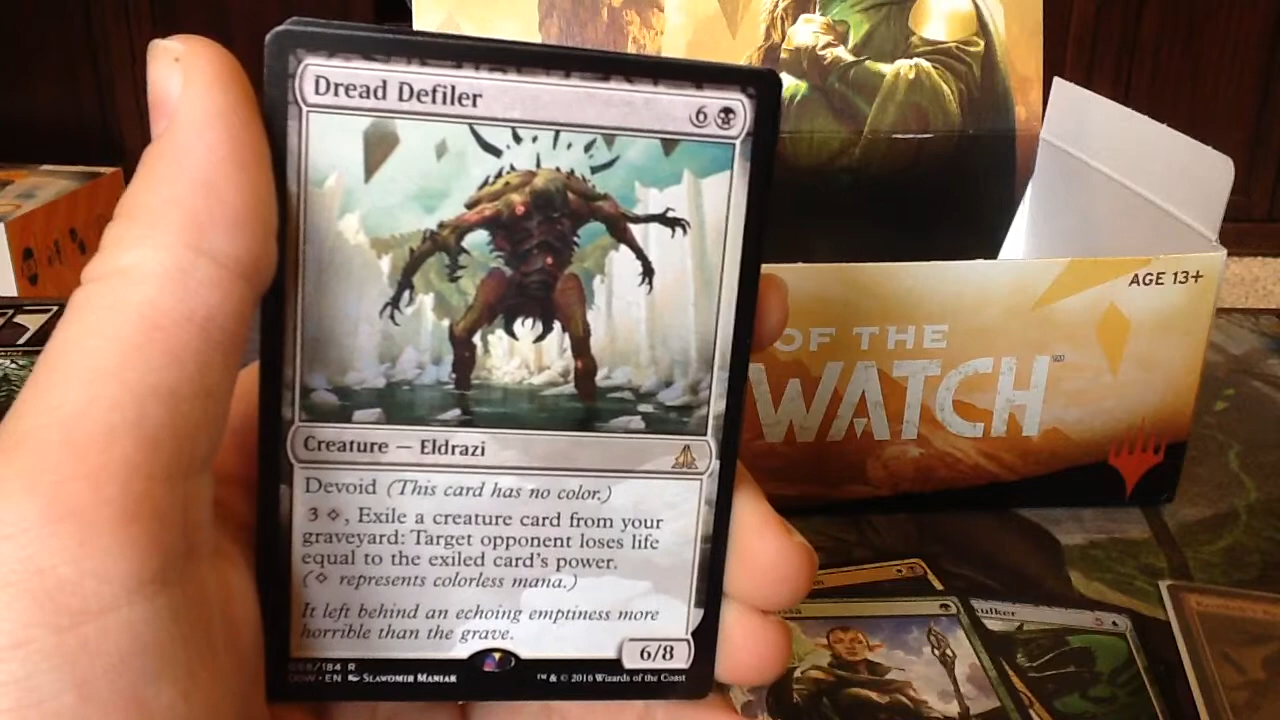 Dread Defiler
6
Creature — Eldrazi
Devoid (This card has no color.)
3 ◇, Exile a creature card from your
graveyard: Target opponent loses life
equal to the exiled card's power.
(◇ represents colorless mana.)
It left behind an echoing emptiness more
horrible than the grave.
6/8
/184 R
OGW • EN SLAWOMIR MANIAK
™ & © 2016 Wizards of the Coast
AGE 13+
OF THE
WATCH
5